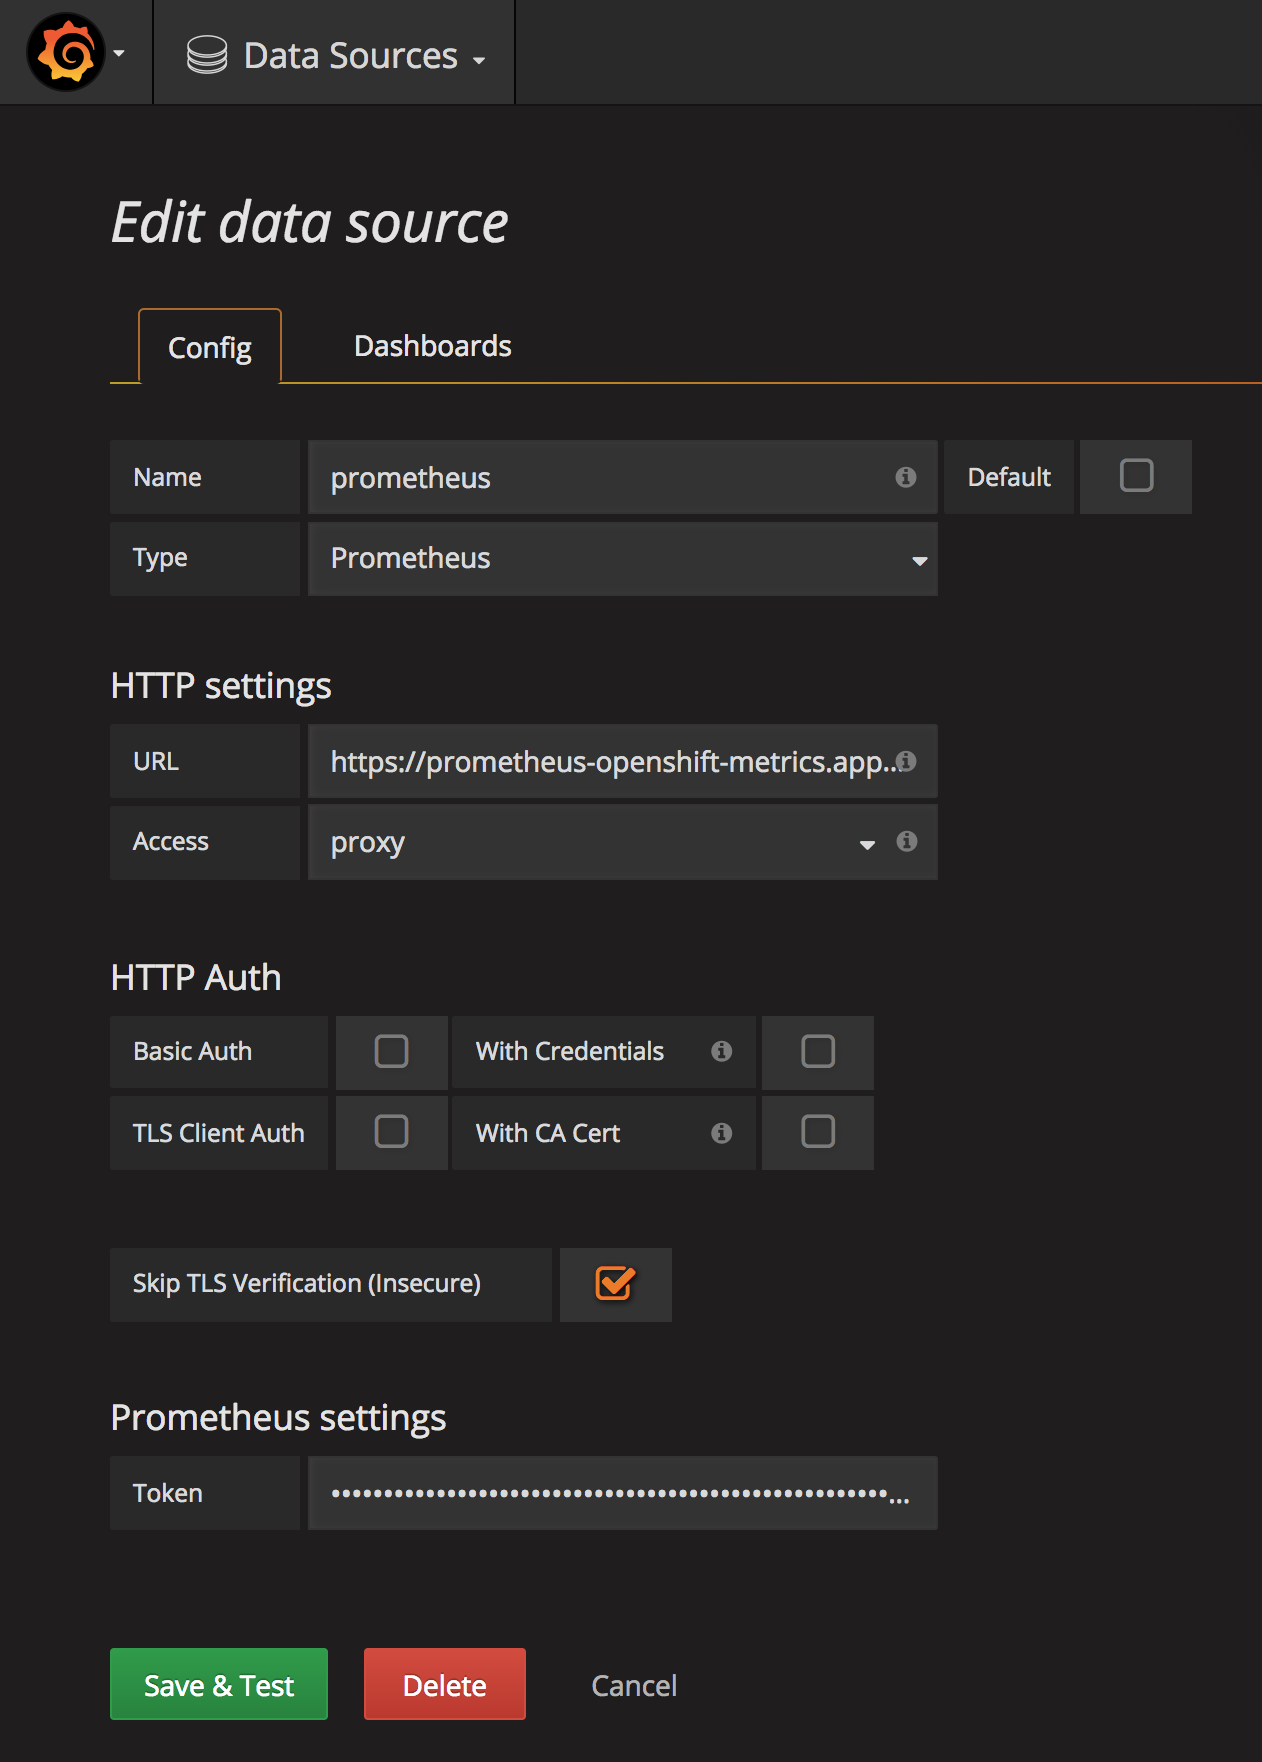 Data Sources
Edit data source
Config Dashboards
Name prometheus Default
Type Prometheus
HTTP settings
URL https://prometheus-openshift-metrics.app...
Access proxy
HTTP Auth
Basic Auth With Credentials
TLS Client Auth With CA Cert
Skip TLS Verification (Insecure)
Prometheus settings
Token •••••••••••••••••••••••••••••••••••••••••••••••••••••...
Save & Test Delete Cancel